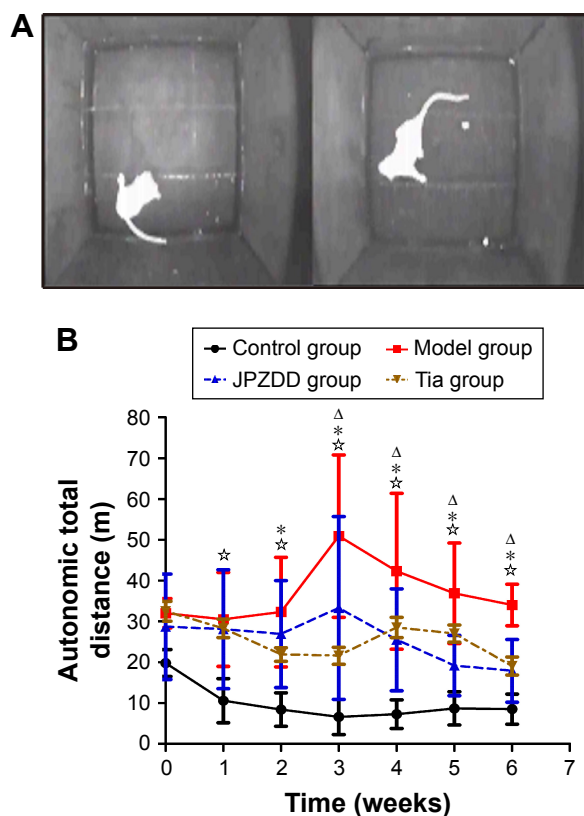 A
B
Control group
Model group
JPZDD group
Tia group
80
70
60
50
40
30
20
10
0
Autonomic total
distance (m)
☆
*
☆
Δ
*
☆
Δ
*
☆
Δ
*
☆
Δ
*
☆
0 1 2 3 4 5 6 7
Time (weeks)